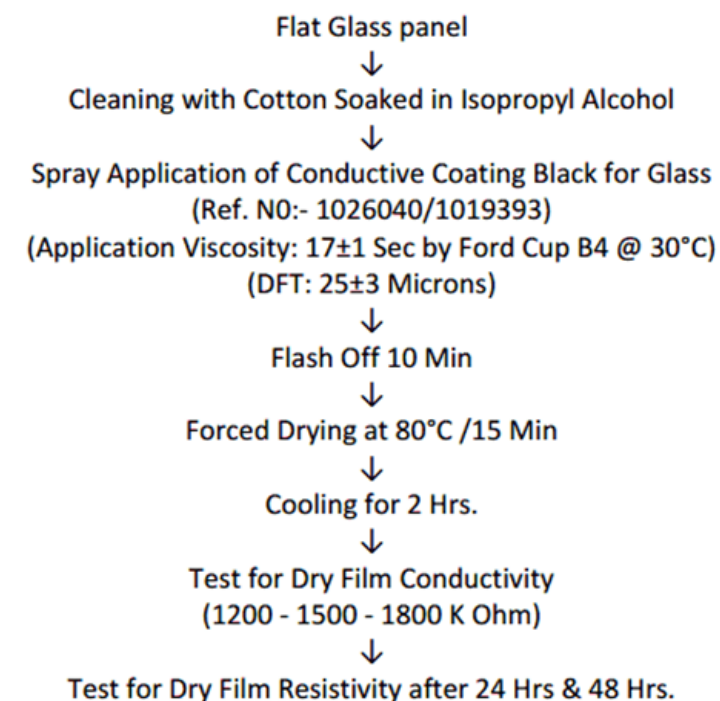 Flat Glass panel
↓
Cleaning with Cotton Soaked in Isopropyl Alcohol
↓
Spray Application of Conductive Coating Black for Glass
(Ref. N0:- 1026040/1019393)
(Application Viscosity: 17±1 Sec by Ford Cup B4 @ 30°C)
(DFT: 25±3 Microns)
↓
Flash Off 10 Min
↓
Forced Drying at 80°C /15 Min
↓
Cooling for 2 Hrs.
↓
Test for Dry Film Conductivity
(1200 - 1500 - 1800 K Ohm)
↓
Test for Dry Film Resistivity after 24 Hrs & 48 Hrs.